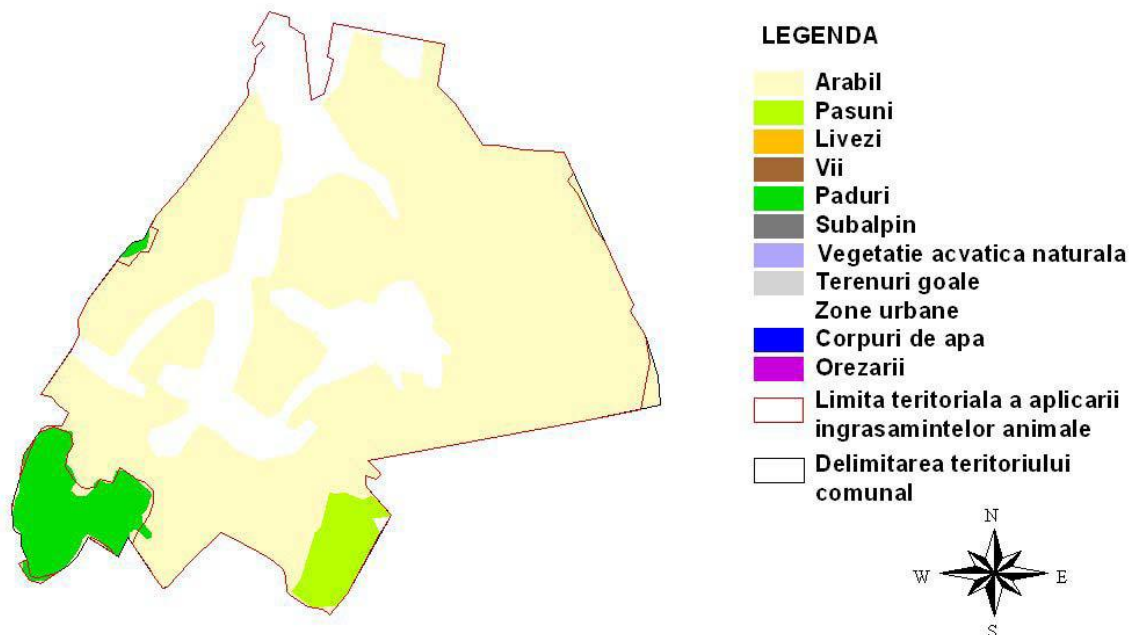 LEGENDA
Arabil
Pasuni
Livezi
Vii
Paduri
Subalpin
Vegetatie acvatica naturala
Terenuri goale
Zone urbane
Corpuri de apa
Orezarii
Limita teritoriala a aplicarii
ingrasamintelor animale
Delimitarea teritoriului
comunal
N
W E
S